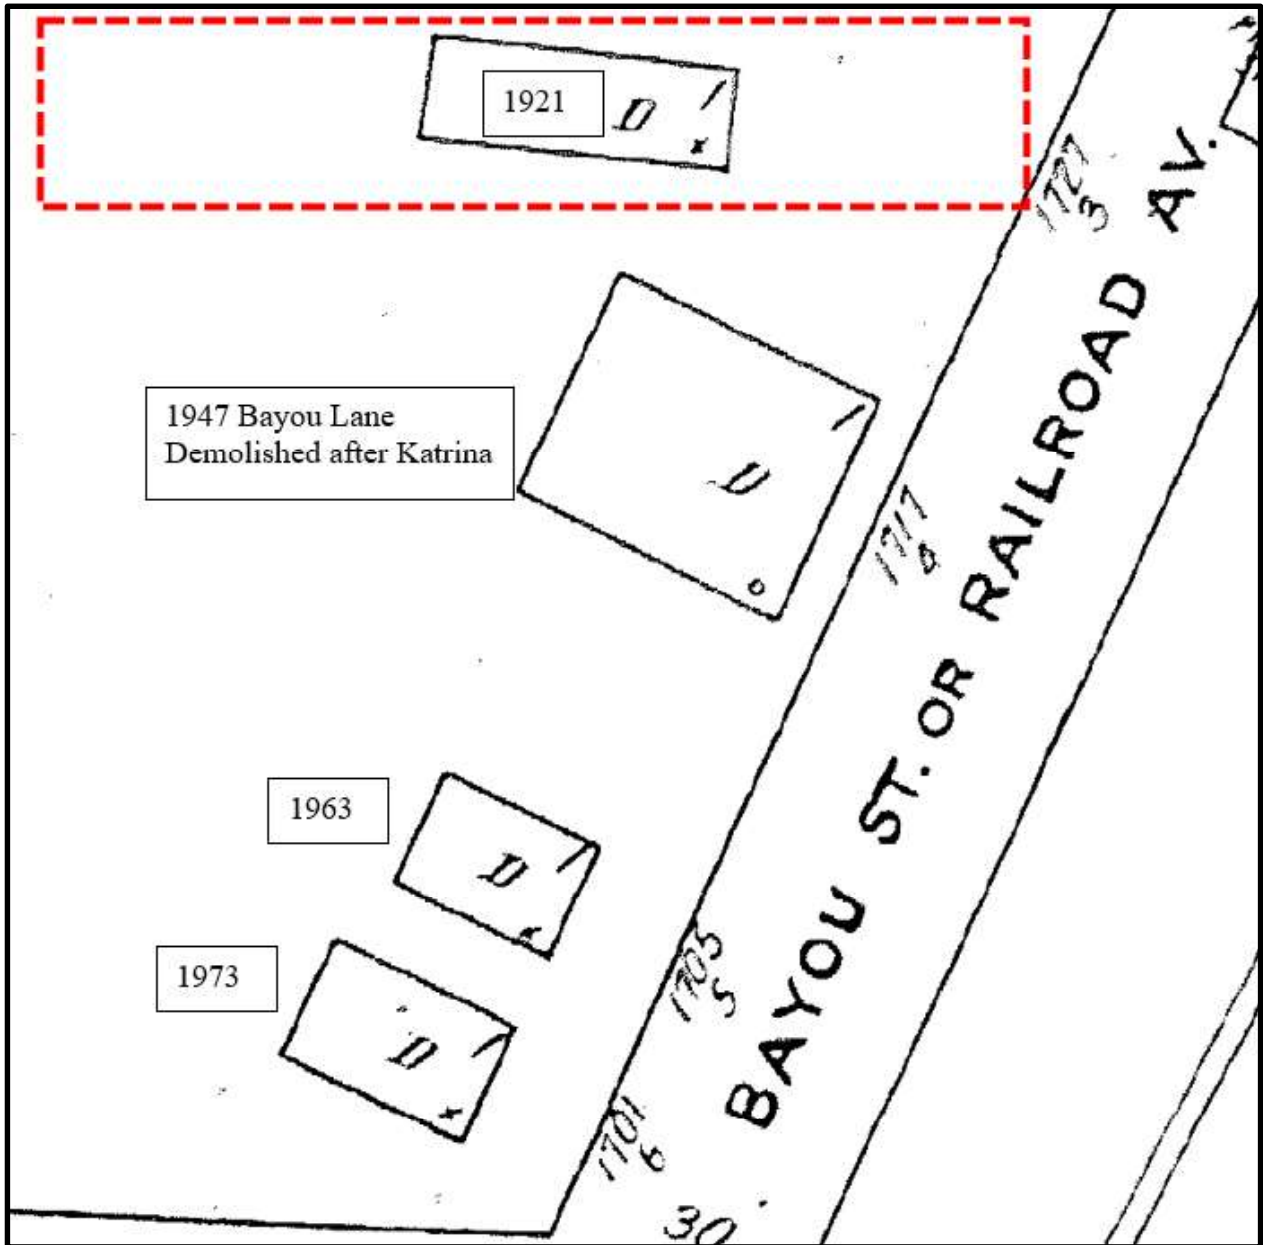 1921
D
x
1727
3
1947 Bayou Lane
Demolished after Katrina
D
o
1717
4
BAYOU ST. OR RAILROAD AV.
1963
D
x
1705
5
1973
D
x
1701
6
30